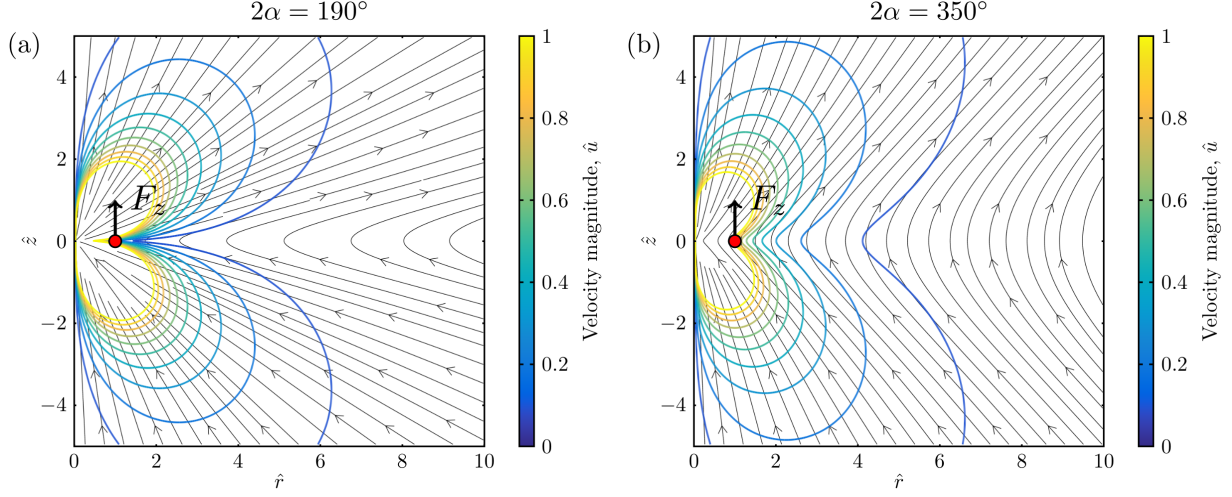 2α = 190°
(a)
4
2
0
−2
−4
ẑ
F_z
0
2
4
6
8
10
r̂
1
0.8
0.6
0.4
0.2
0
Velocity magnitude, û
2α = 350°
(b)
4
2
0
−2
−4
ẑ
F_z
0
2
4
6
8
10
r̂
1
0.8
0.6
0.4
0.2
0
Velocity magnitude, û